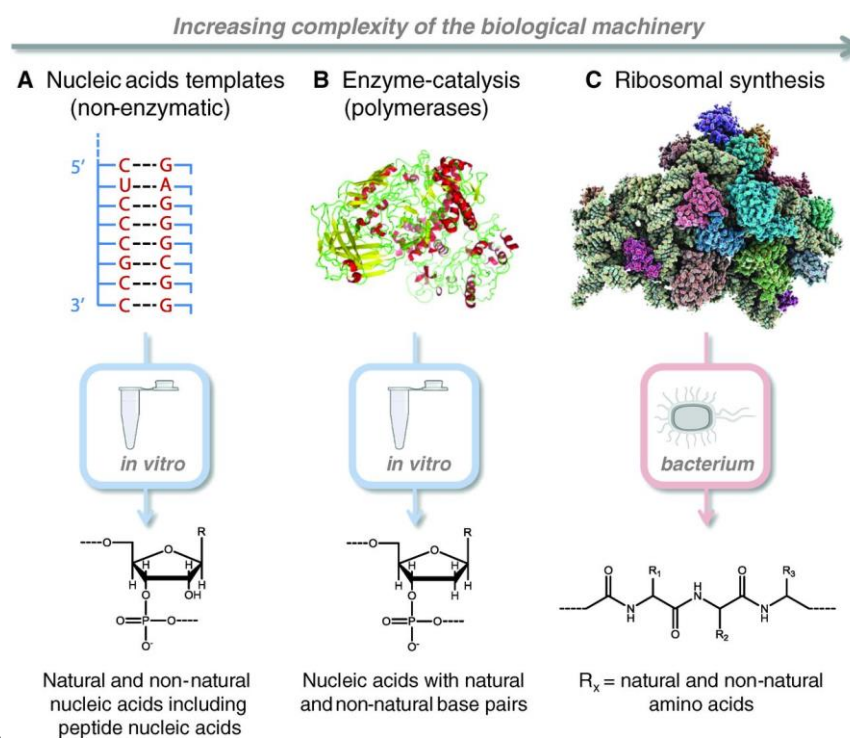 Increasing complexity of the biological machinery
A Nucleic acids templates
(non-enzymatic)
B Enzyme-catalysis
(polymerases)
C Ribosomal synthesis
5′ C G
U A
C G
C G
C G
G C
3′ C G
in vitro
in vitro
bacterium
O
R
O
H H
H H
O OH
O=P–O
O-
O
R
O
H H
H H
O H
O=P–O
O-
O R1 H O R3
N
N N
H O R2 H
Natural and non-natural
nucleic acids including
peptide nucleic acids
Nucleic acids with natural
and non-natural base pairs
Rx = natural and non-natural
amino acids